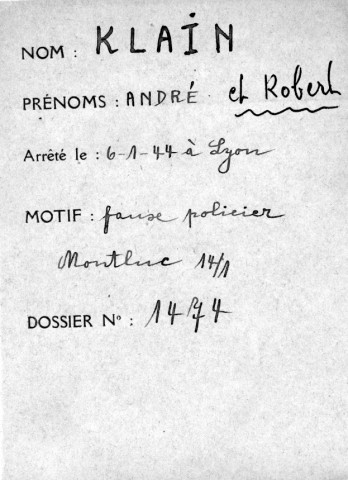 NOM : KLAIN
PRÉNOMS : ANDRÉ et Robert
Arrêté le : 6-1-44 à Lyon
MOTIF : fause policier
Montluc 14/1
DOSSIER N° : 1474